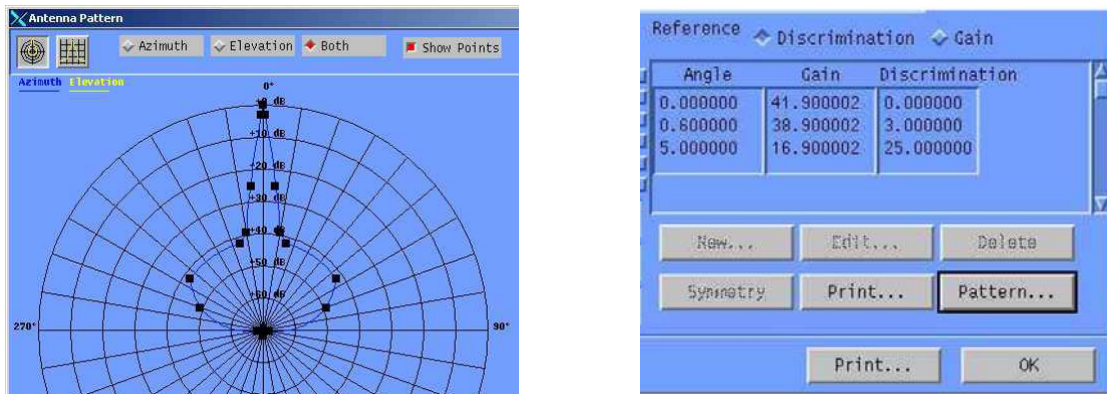 Antenna Pattern
Azimuth Elevation Both Show Points
Azimuth Elevation
0°
+0 dB
+10 dB
+20 dB
+30 dB
+40 dB
+50 dB
+60 dB
270° 90°
Reference Discrimination Gain
Angle Gain Discrimination
0.000000 41.900002 0.000000
0.600000 38.900002 3.000000
5.000000 16.900002 25.000000
New... Edit... Delete
Symmetry Print... Pattern...
Print... OK